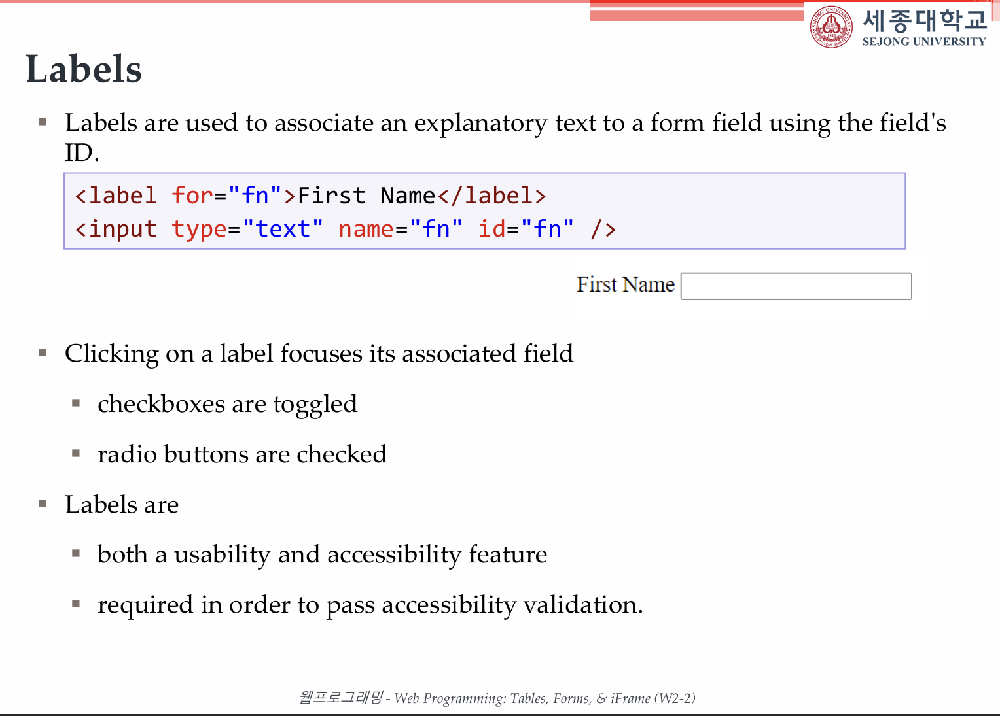 세종대학교
SEJONG UNIVERSITY
Labels
Labels are used to associate an explanatory text to a form field using the field's
ID.
<label for="fn">First Name</label>
<input type="text" name="fn" id="fn" />
First Name
Clicking on a label focuses its associated field
checkboxes are toggled
radio buttons are checked
Labels are
both a usability and accessibility feature
required in order to pass accessibility validation.
웹프로그래밍 - Web Programming: Tables, Forms, & iFrame (W2-2)